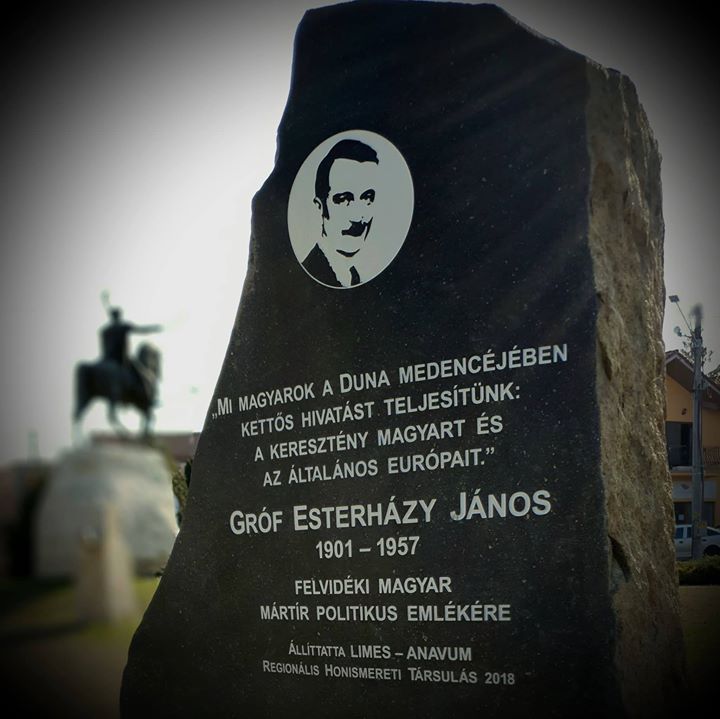 „Mi magyarok a Duna medencéjében
kettős hivatást teljesítünk:
a keresztény magyart és
az általános európait.”
Gróf Esterházy János
1901 – 1957
felvidéki magyar
mártír politikus emlékére
Állíttatta LIMES – ANAVUM
Regionális Honismereti Társulás 2018